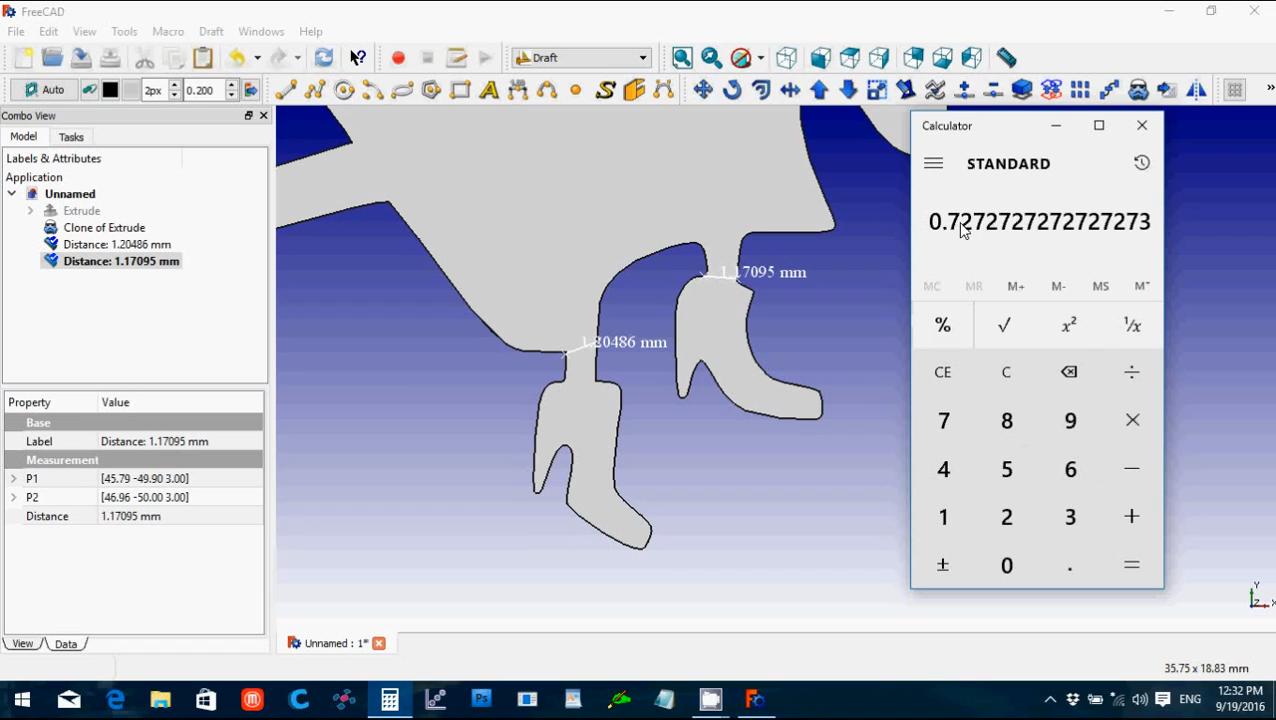 FreeCAD
File Edit View Tools Macro Draft Windows Help
Draft
Auto 2px 0.200
Combo View
Model Tasks
Labels & Attributes
Application
Unnamed
Extrude
Clone of Extrude
Distance: 1.20486 mm
Distance: 1.17095 mm
Property Value
Base
Label Distance: 1.17095 mm
Measurement
P1 [45.79 -49.90 3.00]
P2 [46.96 -50.00 3.00]
Distance 1.17095 mm
View Data
1.17095 mm
1.20486 mm
Calculator
STANDARD
0.7272727272727273
MC MR M+ M- MS M˅
% √ x² ¹/x
CE C ⌫ ÷
7 8 9 ×
4 5 6 −
1 2 3 +
± 0 . =
Y
Z X
Unnamed : 1*
35.75 x 18.83 mm
ENG
12:32 PM
9/19/2016